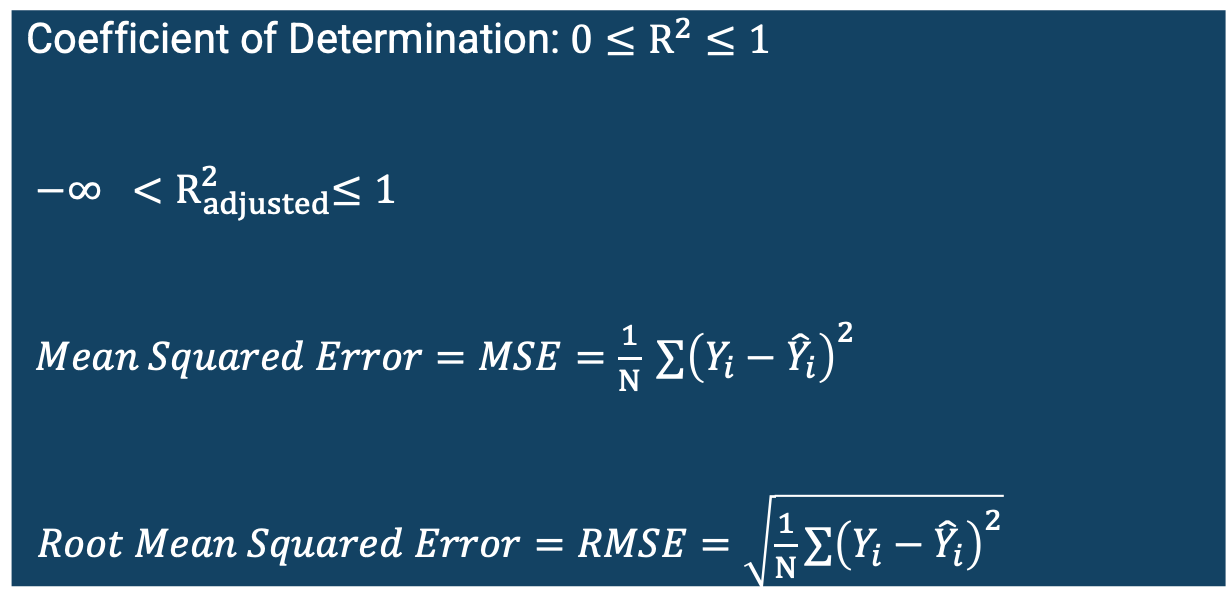 Coefficient of Determination: 0 ≤ R² ≤ 1
−∞ < R²adjusted ≤ 1
Mean Squared Error = MSE = 1/N ∑(Yᵢ − Ŷᵢ)²
Root Mean Squared Error = RMSE = √(1/N ∑(Yᵢ − Ŷᵢ)²)